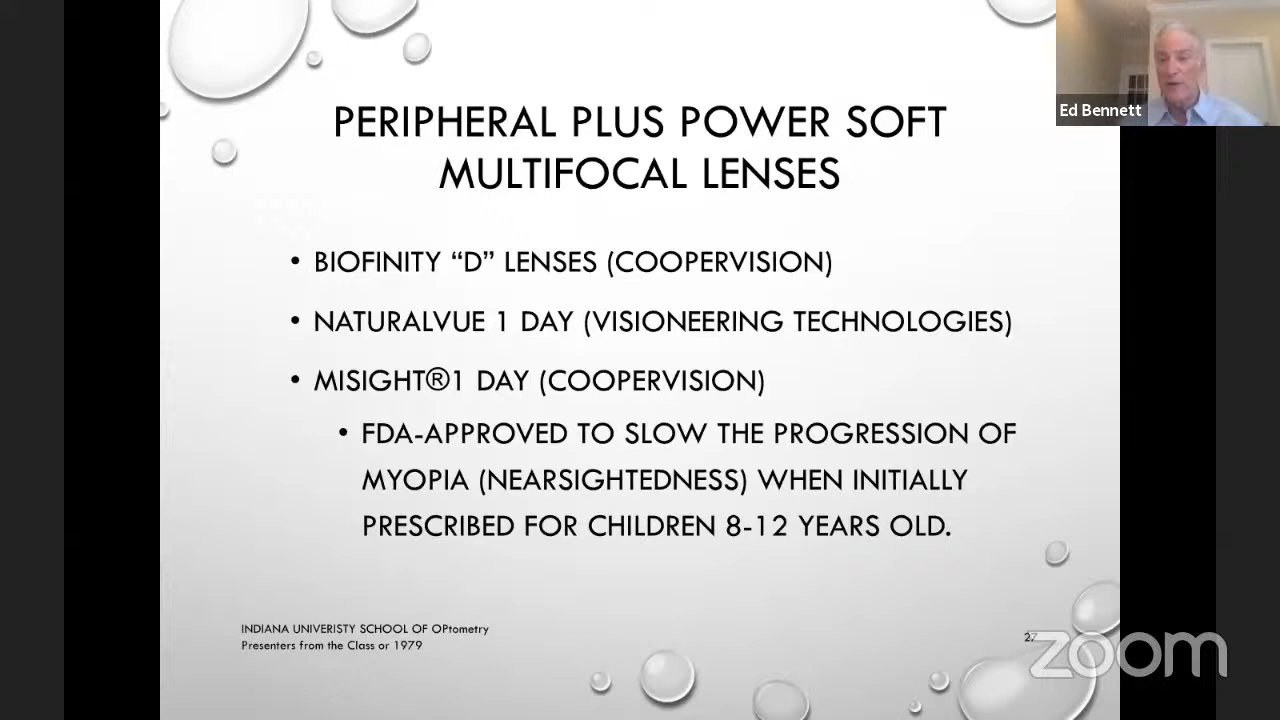 PERIPHERAL PLUS POWER SOFT
MULTIFOCAL LENSES
• BIOFINITY “D” LENSES (COOPERVISION)
• NATURALVUE 1 DAY (VISIONEERING TECHNOLOGIES)
• MISIGHT®1 DAY (COOPERVISION)
• FDA-APPROVED TO SLOW THE PROGRESSION OF
MYOPIA (NEARSIGHTEDNESS) WHEN INITIALLY
PRESCRIBED FOR CHILDREN 8-12 YEARS OLD.
INDIANA UNIVERISTY SCHOOL OF OPtometry
Presenters from the Class or 1979
27
zoom
Ed Bennett